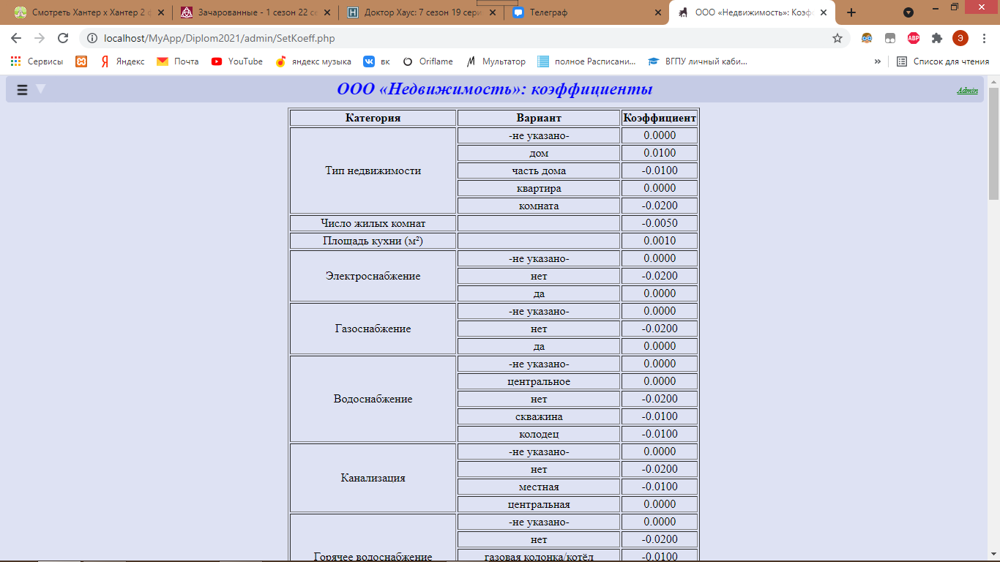 Смотреть Хантер х Хантер 2 ф
Зачарованные - 1 сезон 22 се
Доктор Хаус: 7 сезон 19 сери
Телеграф
ООО «Недвижимость»: Коэф
localhost/MyApp/Diplom2021/admin/SetKoeff.php
ABP
Э
Сервисы
Яндекс
Почта
YouTube
яндекс музыка
вк
Oriflame
Мультатор
полное Расписани...
ВГПУ личный каби...
»
Список для чтения
ООО «Недвижимость»: коэффициенты
Admin
Категория Вариант Коэффициент
Тип недвижимости
-не указано- 0.0000
дом 0.0100
часть дома -0.0100
квартира 0.0000
комната -0.0200
Число жилых комнат -0.0050
Площадь кухни (м²) 0.0010
Электроснабжение
-не указано- 0.0000
нет -0.0200
да 0.0000
Газоснабжение
-не указано- 0.0000
нет -0.0200
да 0.0000
Водоснабжение
-не указано- 0.0000
центральное 0.0000
нет -0.0200
скважина -0.0100
колодец -0.0100
Канализация
-не указано- 0.0000
нет -0.0200
местная -0.0100
центральная 0.0000
Горячее водоснабжение
-не указано- 0.0000
нет -0.0200
газовая колонка/котёл -0.0100